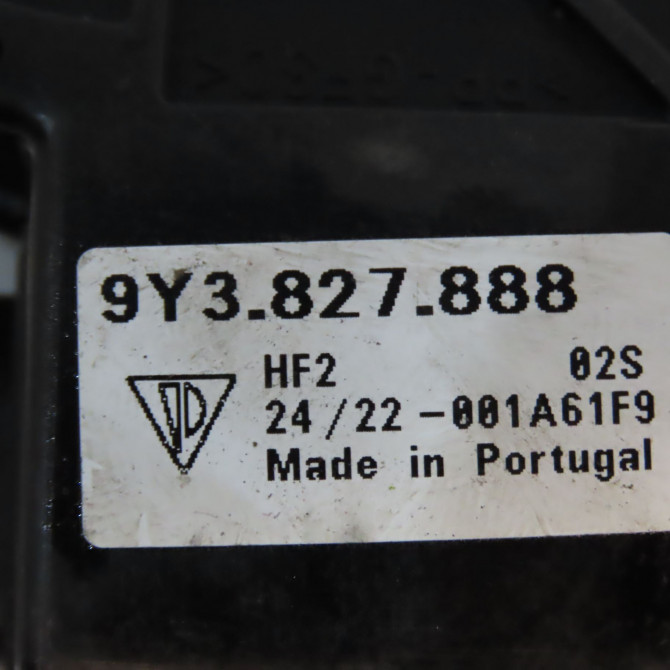 9Y3.827.888
HF2 02S
24/22-001A61F9
Made in Portugal